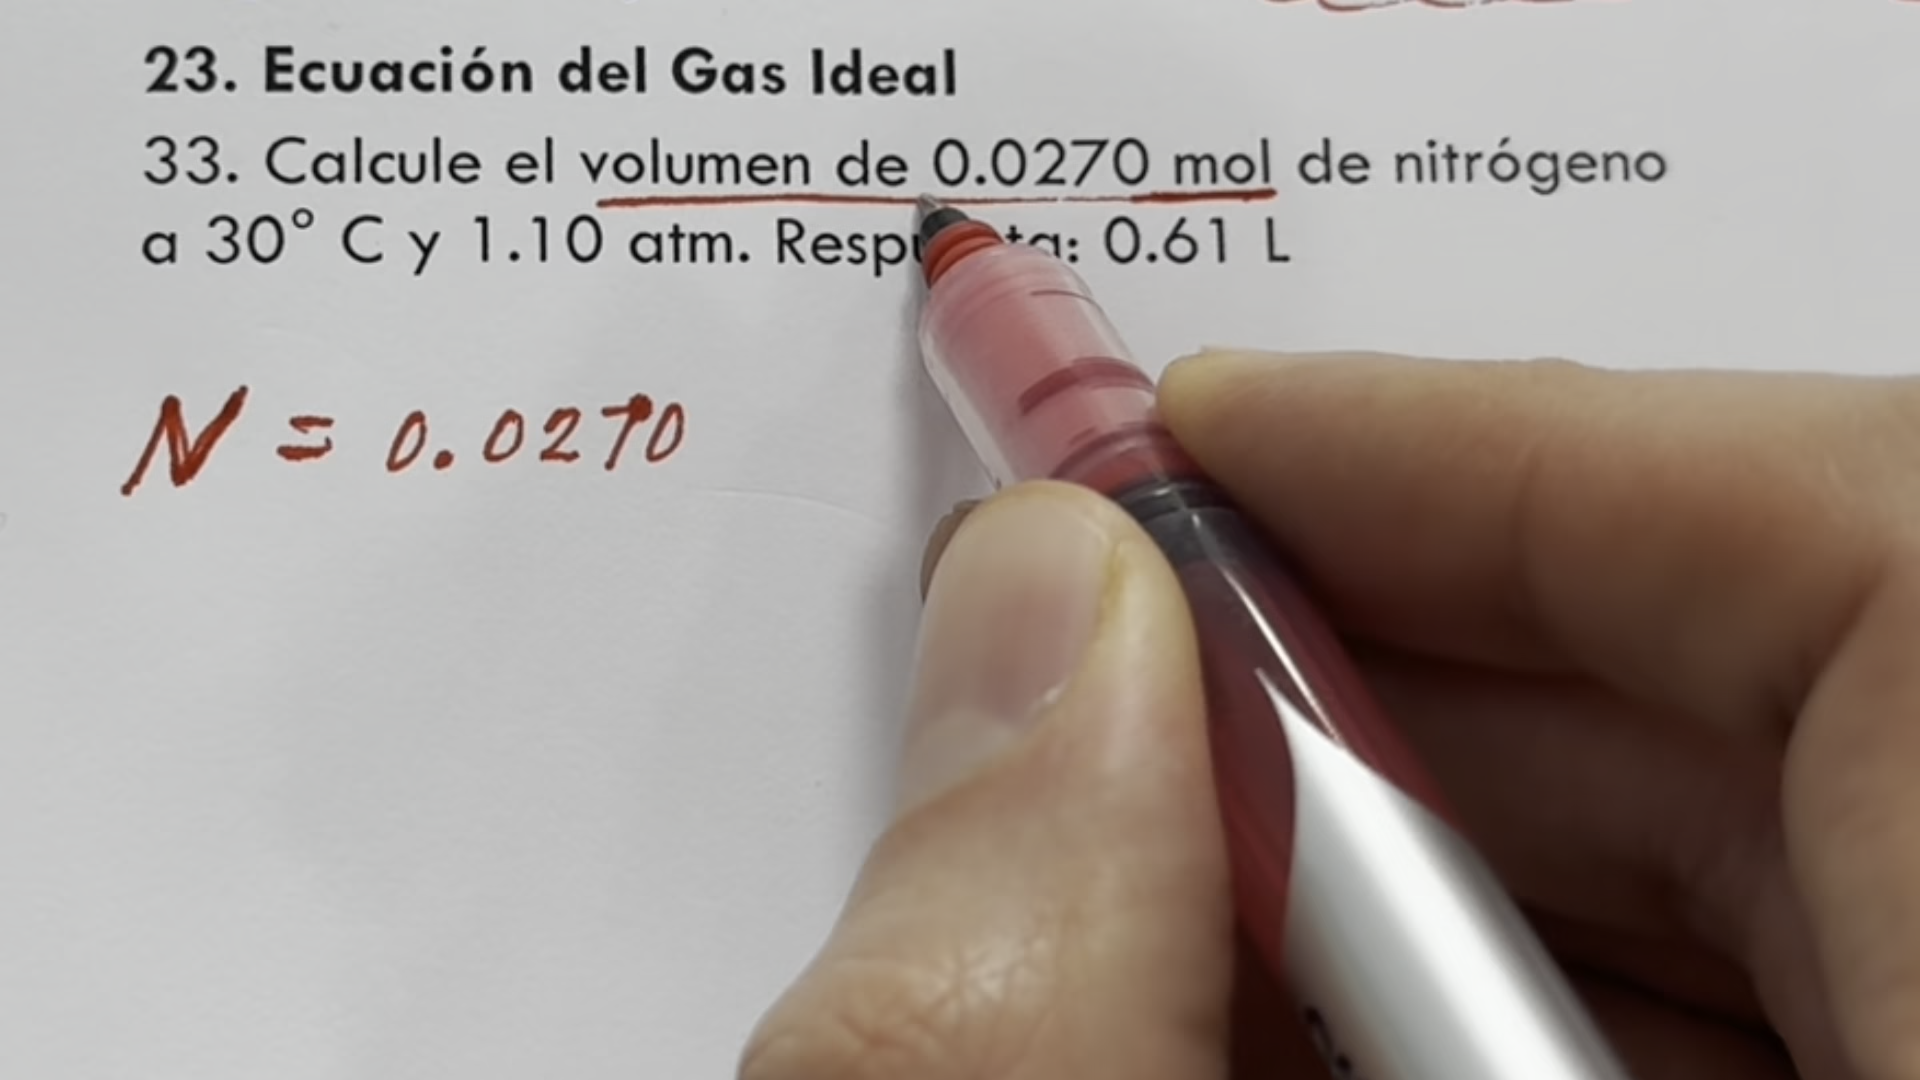 23. Ecuación del Gas Ideal
33. Calcule el volumen de 0.0270 mol de nitrógeno
a 30° C y 1.10 atm. : 0.61 L
N = 0.0270